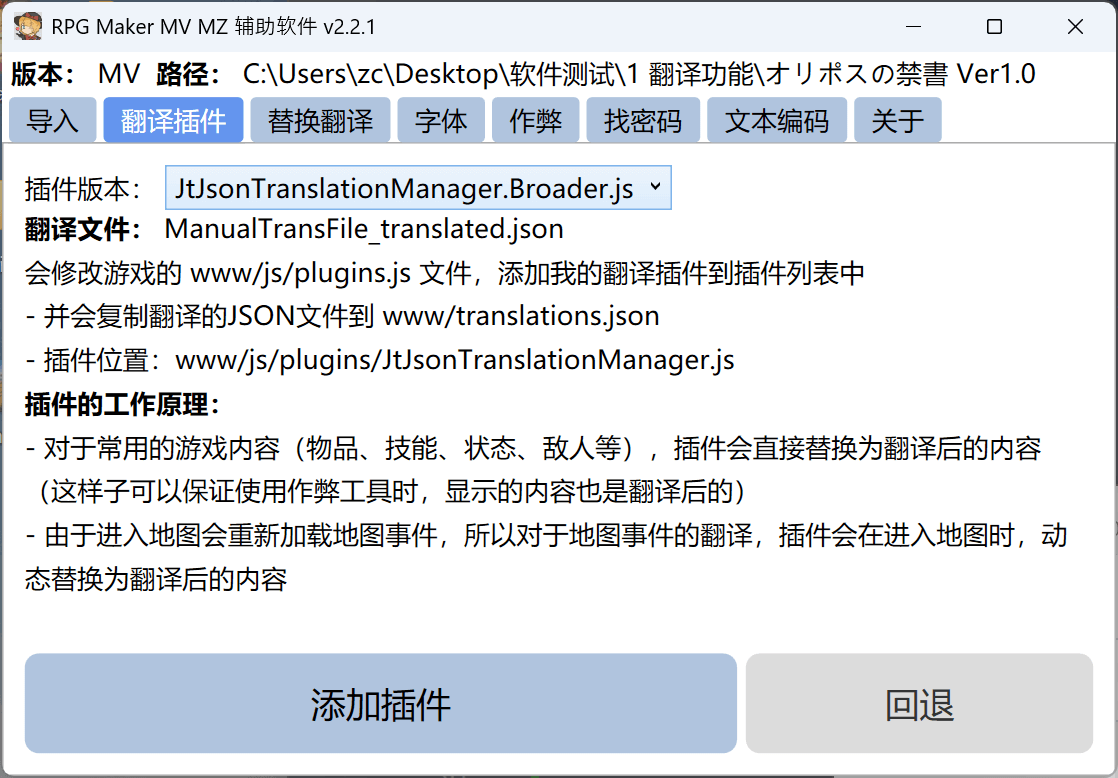 RPG Maker MV MZ 辅助软件 v2.2.1
版本： MV 路径： C:\Users\zc\Desktop\软件测试\1 翻译功能\オリポスの禁書 Ver1.0
导入 翻译插件 替换翻译 字体 作弊 找密码 文本编码 关于
插件版本： JtJsonTranslationManager.Broader.js
翻译文件： ManualTransFile_translated.json
会修改游戏的 www/js/plugins.js 文件，添加我的翻译插件到插件列表中
- 并会复制翻译的JSON文件到 www/translations.json
- 插件位置：www/js/plugins/JtJsonTranslationManager.js
插件的工作原理：
- 对于常用的游戏内容（物品、技能、状态、敌人等），插件会直接替换为翻译后的内容
（这样子可以保证使用作弊工具时，显示的内容也是翻译后的）
- 由于进入地图会重新加载地图事件，所以对于地图事件的翻译，插件会在进入地图时，动
态替换为翻译后的内容
添加插件 回退